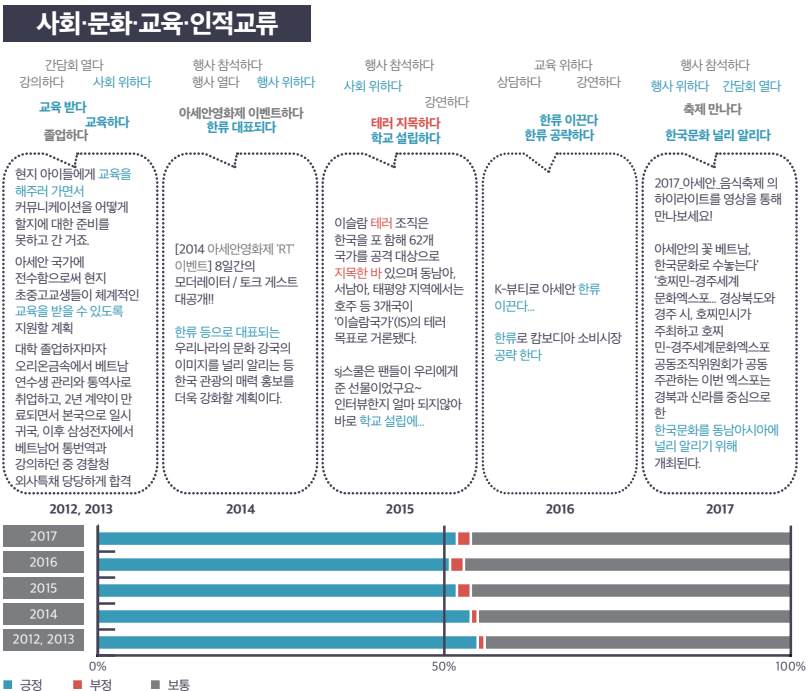 사회·문화·교육·인적교류
간담회 열다
강의하다 사회 위하다
교육 받다
교육하다
졸업하다
현지 아이들에게 교육을
해주러 가면서
커뮤니케이션을 어떻게
할지에 대한 준비를
못하고 간 거죠.
아세안 국가에
전수함으로써 현지
초중고교생들이 체계적인
교육을 받을 수 있도록
지원할 계획
대학 졸업하자마자
오리온금속에서 베트남
연수생 관리와 통역사로
취업하고, 2년 계약이 만
료되면서 본국으로 일시
귀국, 이후 삼성전자에서
베트남어 통번역과
강의하던 중 경찰청
외사특채 당당하게 합격
2012, 2013
행사 참석하다
행사 열다 행사 위하다
아세안영화제 이벤트하다
한류 대표되다
[2014 아세안영화제 'RT'
이벤트] 8일간의
모더레이터 / 토크 게스트
대공개!!
한류 등으로 대표되는
우리나라의 문화 강국의
이미지를 널리 알리는 등
한국 관광의 매력 홍보를
더욱 강화할 계획이다.
2014
행사 참석하다
사회 위하다
강연하다
테러 지목하다
학교 설립하다
이슬람 테러 조직은
한국을 포 함해 62개
국가를 공격 대상으로
지목한 바 있으며 동남아,
서남아, 태평양 지역에서는
호주 등 3개국이
'이슬람국가'(IS)의 테러
목표로 거론됐다.
sj스쿨은 팬들이 우리에게
준 선물이었구요~
인터뷰한지 얼마 되지않아
바로 학교 설립에...
2015
교육 위하다
상담하다 강연하다
한류 이끈다
한류 공략하다
K-뷰티로 아세안 한류
이끈다...
한류로 캄보디아 소비시장
공략 한다
2016
행사 참석하다
행사 위하다 간담회 열다
축제 만나다
한국문화 널리 알리다
2017_아세안_음식축제 의
하이라이트를 영상을 통해
만나보세요!
아세안의 꽃 베트남,
한국문화로 수놓는다'
'호찌민-경주세계
문화엑스포... 경상북도와
경주 시, 호찌민시가
주최하고 호찌
민-경주세계문화엑스포
공동조직위원회가 공동
주관하는 이번 엑스포는
경북과 신라를 중심으로
한
한국문화를 동남아시아에
널리 알리기 위해
개최된다.
2017
2017
2016
2015
2014
2012, 2013
0% 50% 100%
긍정 부정 보통